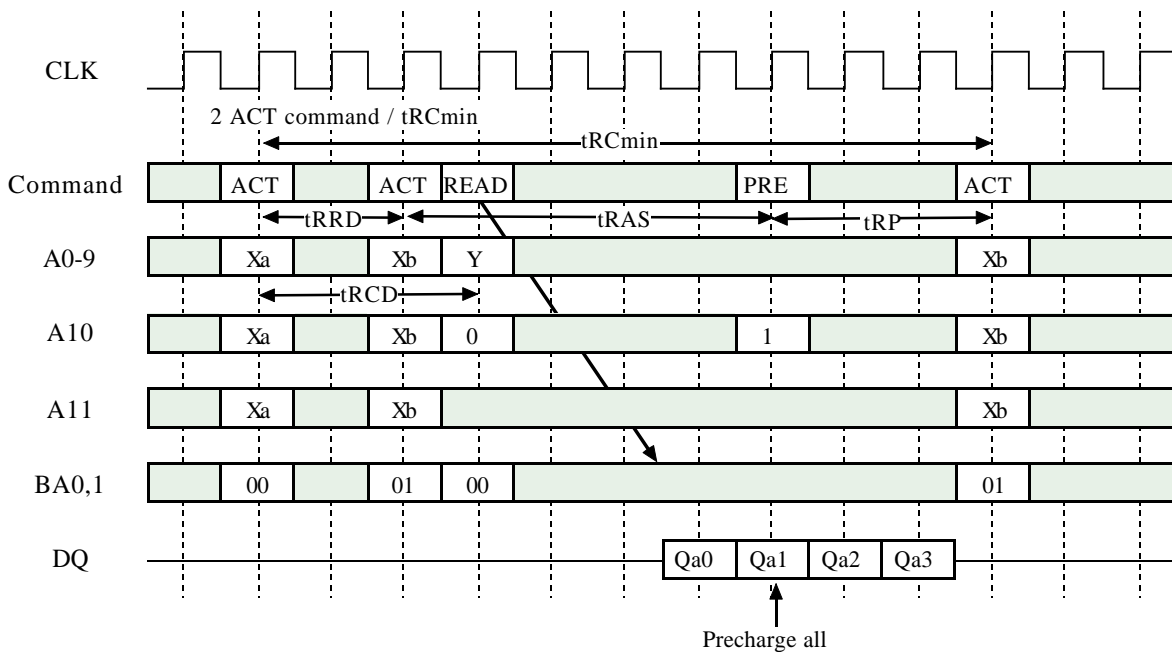 CLK
2 ACT command / tRCmin
tRCmin
Command ACT ACT READ PRE ACT
tRRD tRAS tRP
A0-9 Xa Xb Y Xb
tRCD
A10 Xa Xb 0 1 Xb
A11 Xa Xb Xb
BA0,1 00 01 00 01
DQ Qa0 Qa1 Qa2 Qa3
Precharge all